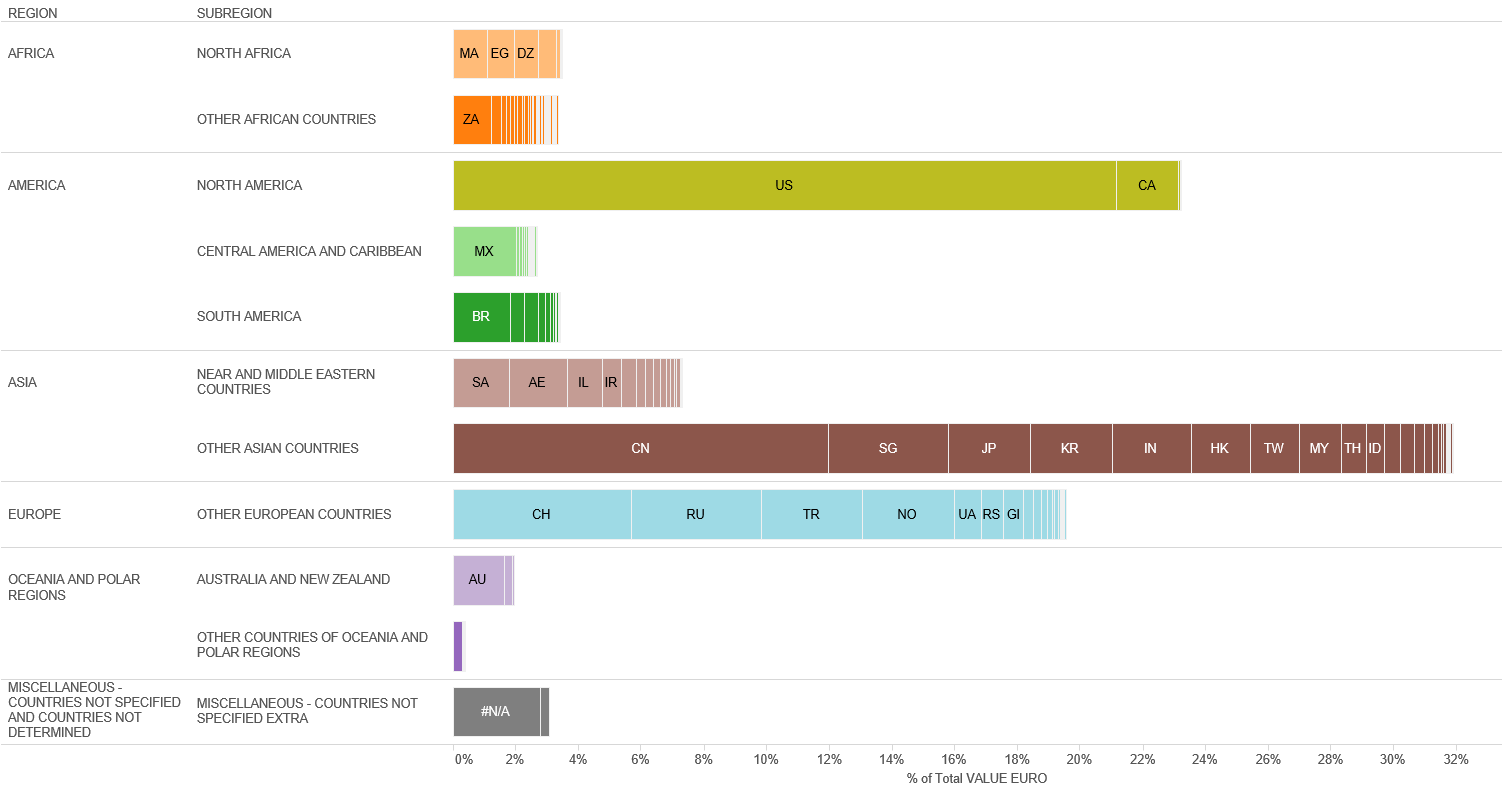 REGION SUBREGION
AFRICA NORTH AFRICA MA EG DZ
OTHER AFRICAN COUNTRIES ZA
AMERICA NORTH AMERICA US CA
CENTRAL AMERICA AND CARIBBEAN MX
SOUTH AMERICA BR
ASIA NEAR AND MIDDLE EASTERN
COUNTRIES SA AE IL IR
OTHER ASIAN COUNTRIES CN SG JP KR IN HK TW MY TH ID
EUROPE OTHER EUROPEAN COUNTRIES CH RU TR NO UA RS GI
OCEANIA AND POLAR
REGIONS
AUSTRALIA AND NEW ZEALAND AU
OTHER COUNTRIES OF OCEANIA AND
POLAR REGIONS
MISCELLANEOUS -
COUNTRIES NOT SPECIFIED
AND COUNTRIES NOT
DETERMINED
MISCELLANEOUS - COUNTRIES NOT
SPECIFIED EXTRA
#N/A
0% 2% 4% 6% 8% 10% 12% 14% 16% 18% 20% 22% 24% 26% 28% 30% 32%
% of Total VALUE EURO